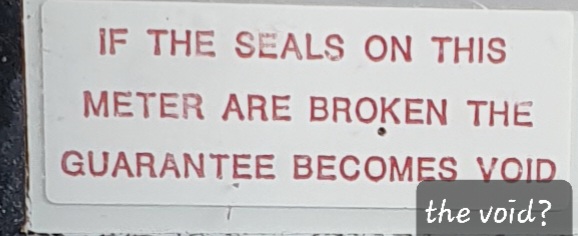 IF THE SEALS ON THIS
METER ARE BROKEN THE
GUARANTEE BECOMES VOID
the void?